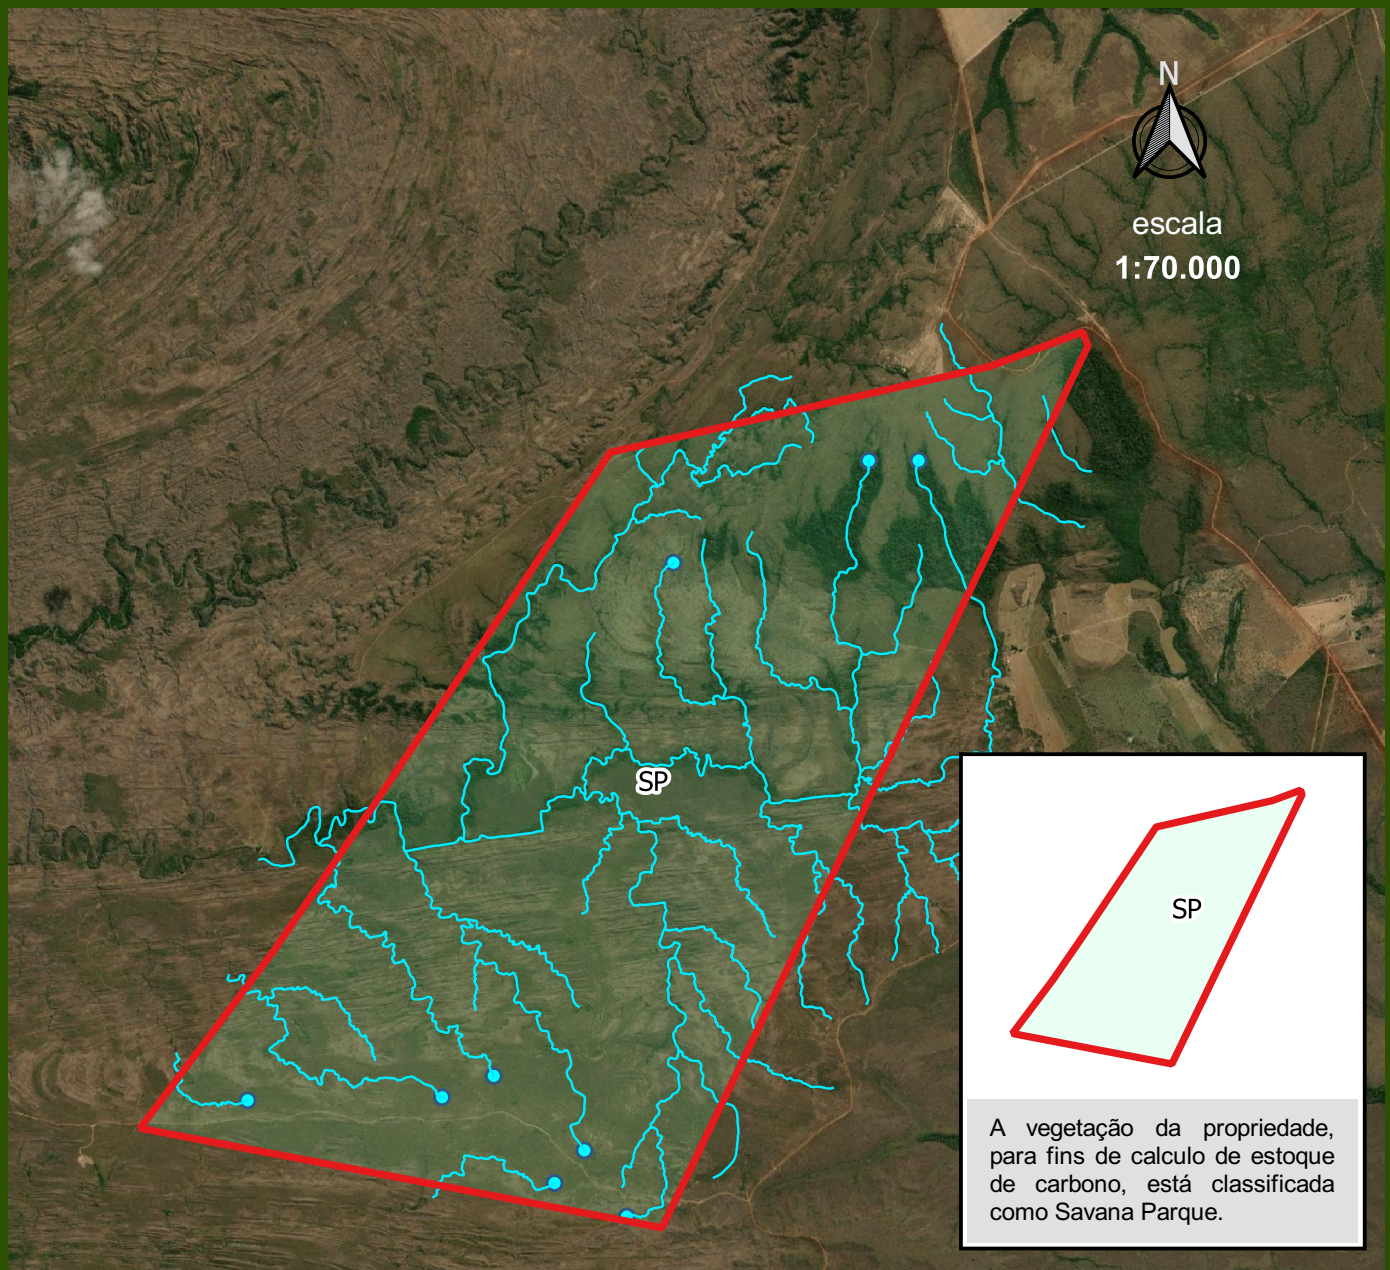 N
escala
1:70.000
SP
SP
A vegetação da propriedade,
para fins de calculo de estoque
de carbono, está classificada
como Savana Parque.